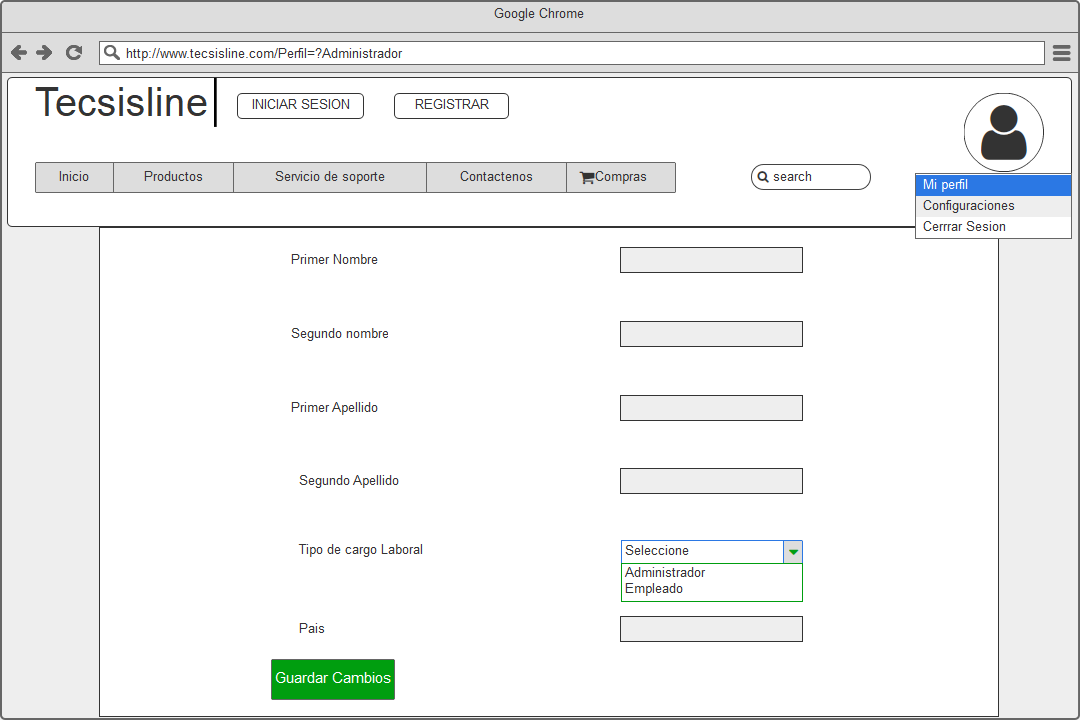 Google Chrome
http://www.tecsisline.com/Perfil=?Administrador
Tecsisline
INICIAR SESION
REGISTRAR
Inicio
Productos
Servicio de soporte
Contactenos
Compras
search
Mi perfil
Configuraciones
Cerrrar Sesion
Primer Nombre
Segundo nombre
Primer Apellido
Segundo Apellido
Tipo de cargo Laboral
Seleccione
Administrador
Empleado
Pais
Guardar Cambios